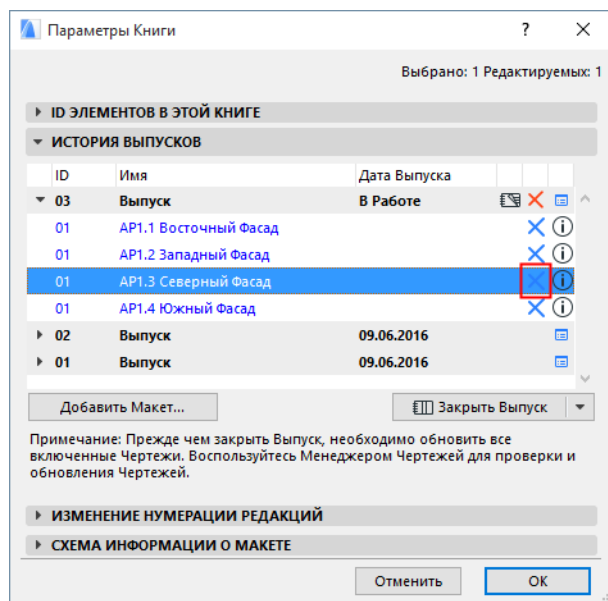 Параметры Книги
?
Выбрано: 1 Редактируемых: 1
ID ЭЛЕМЕНТОВ В ЭТОЙ КНИГЕ
ИСТОРИЯ ВЫПУСКОВ
ID Имя Дата Выпуска
03 Выпуск В Работе
01 АР1.1 Восточный Фасад
01 АР1.2 Западный Фасад
01 АР1.3 Северный Фасад
01 АР1.4 Южный Фасад
02 Выпуск 09.06.2016
01 Выпуск 09.06.2016
Добавить Макет... Закрыть Выпуск
Примечание: Прежде чем закрыть Выпуск, необходимо обновить все
включенные Чертежи. Воспользуйтесь Менеджером Чертежей для проверки и
обновления Чертежей.
ИЗМЕНЕНИЕ НУМЕРАЦИИ РЕДАКЦИЙ
СХЕМА ИНФОРМАЦИИ О МАКЕТЕ
Отменить OK